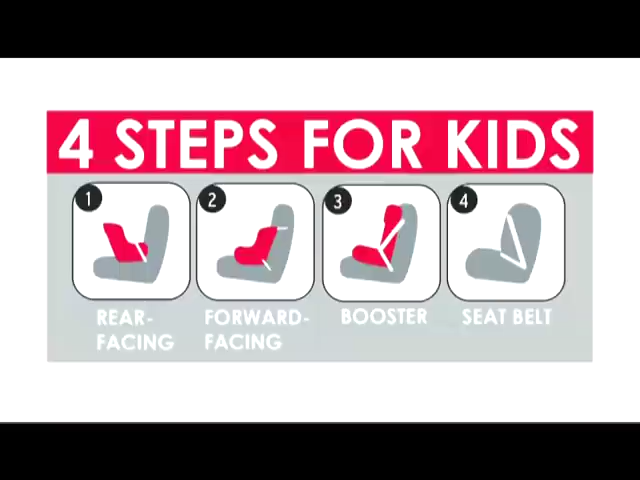 4 STEPS FOR KIDS
1 2 3 4
REAR- FORWARD- BOOSTER SEAT BELT
FACING FACING